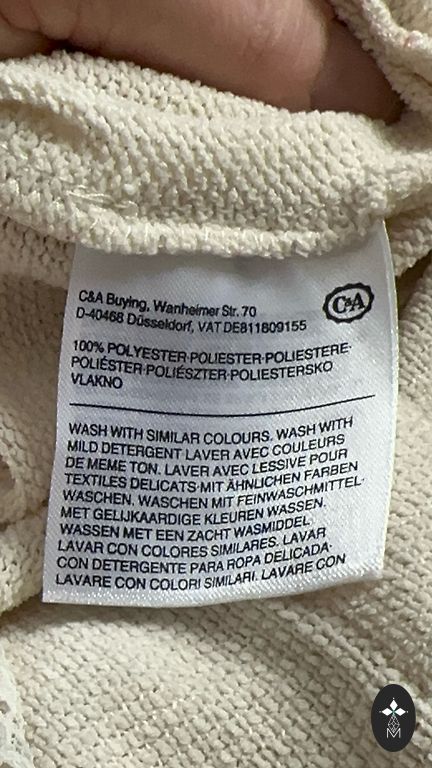 C&A Buying, Wanheimer Str. 70
D-40468 Düsseldorf, VAT DE811809155
C&A
100% POLYESTER·POLIESTER·POLIESTERE·
POLIÉSTER·POLIÉSZTER·POLIESTERSKO
VLAKNO
WASH WITH SIMILAR COLOURS. WASH WITH
MILD DETERGENT LAVER AVEC COULEURS
DE MEME TON. LAVER AVEC LESSIVE POUR
TEXTILES DELICATS·MIT ÄHNLICHEN FARBEN
WASCHEN. WASCHEN MIT FEINWASCHMITTEL·
MET GELIJKAARDIGE KLEUREN WASSEN.
WASSEN MET EEN ZACHT WASMIDDEL·
LAVAR CON COLORES SIMILARES. LAVAR
CON DETERGENTE PARA ROPA DELICADA·
LAVARE CON COLORI SIMILARI. LAVARE CON
M